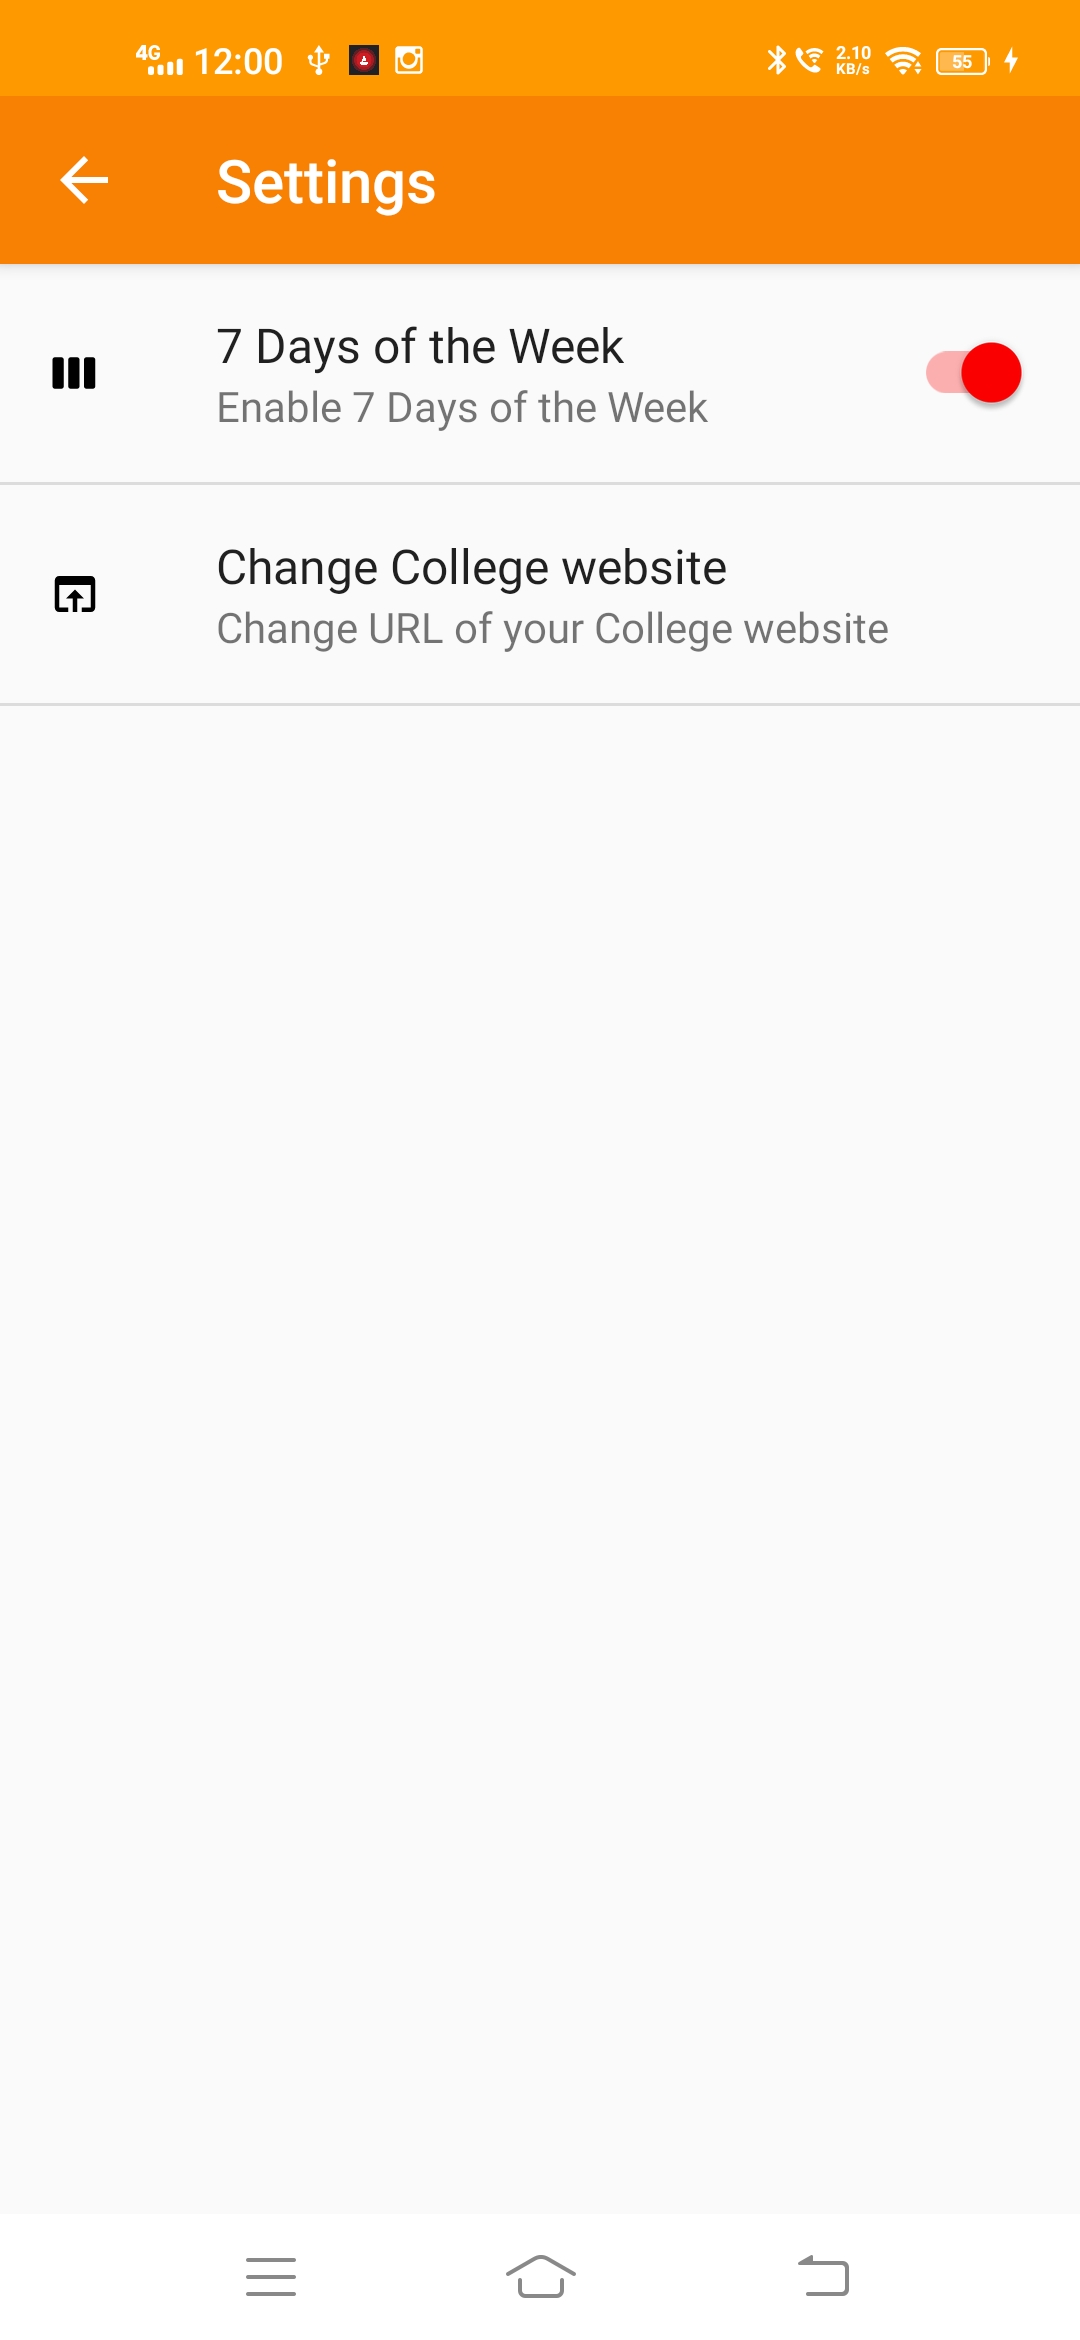 4G 12:00 2.10 KB/s 55
Settings
7 Days of the Week
Enable 7 Days of the Week
Change College website
Change URL of your College website